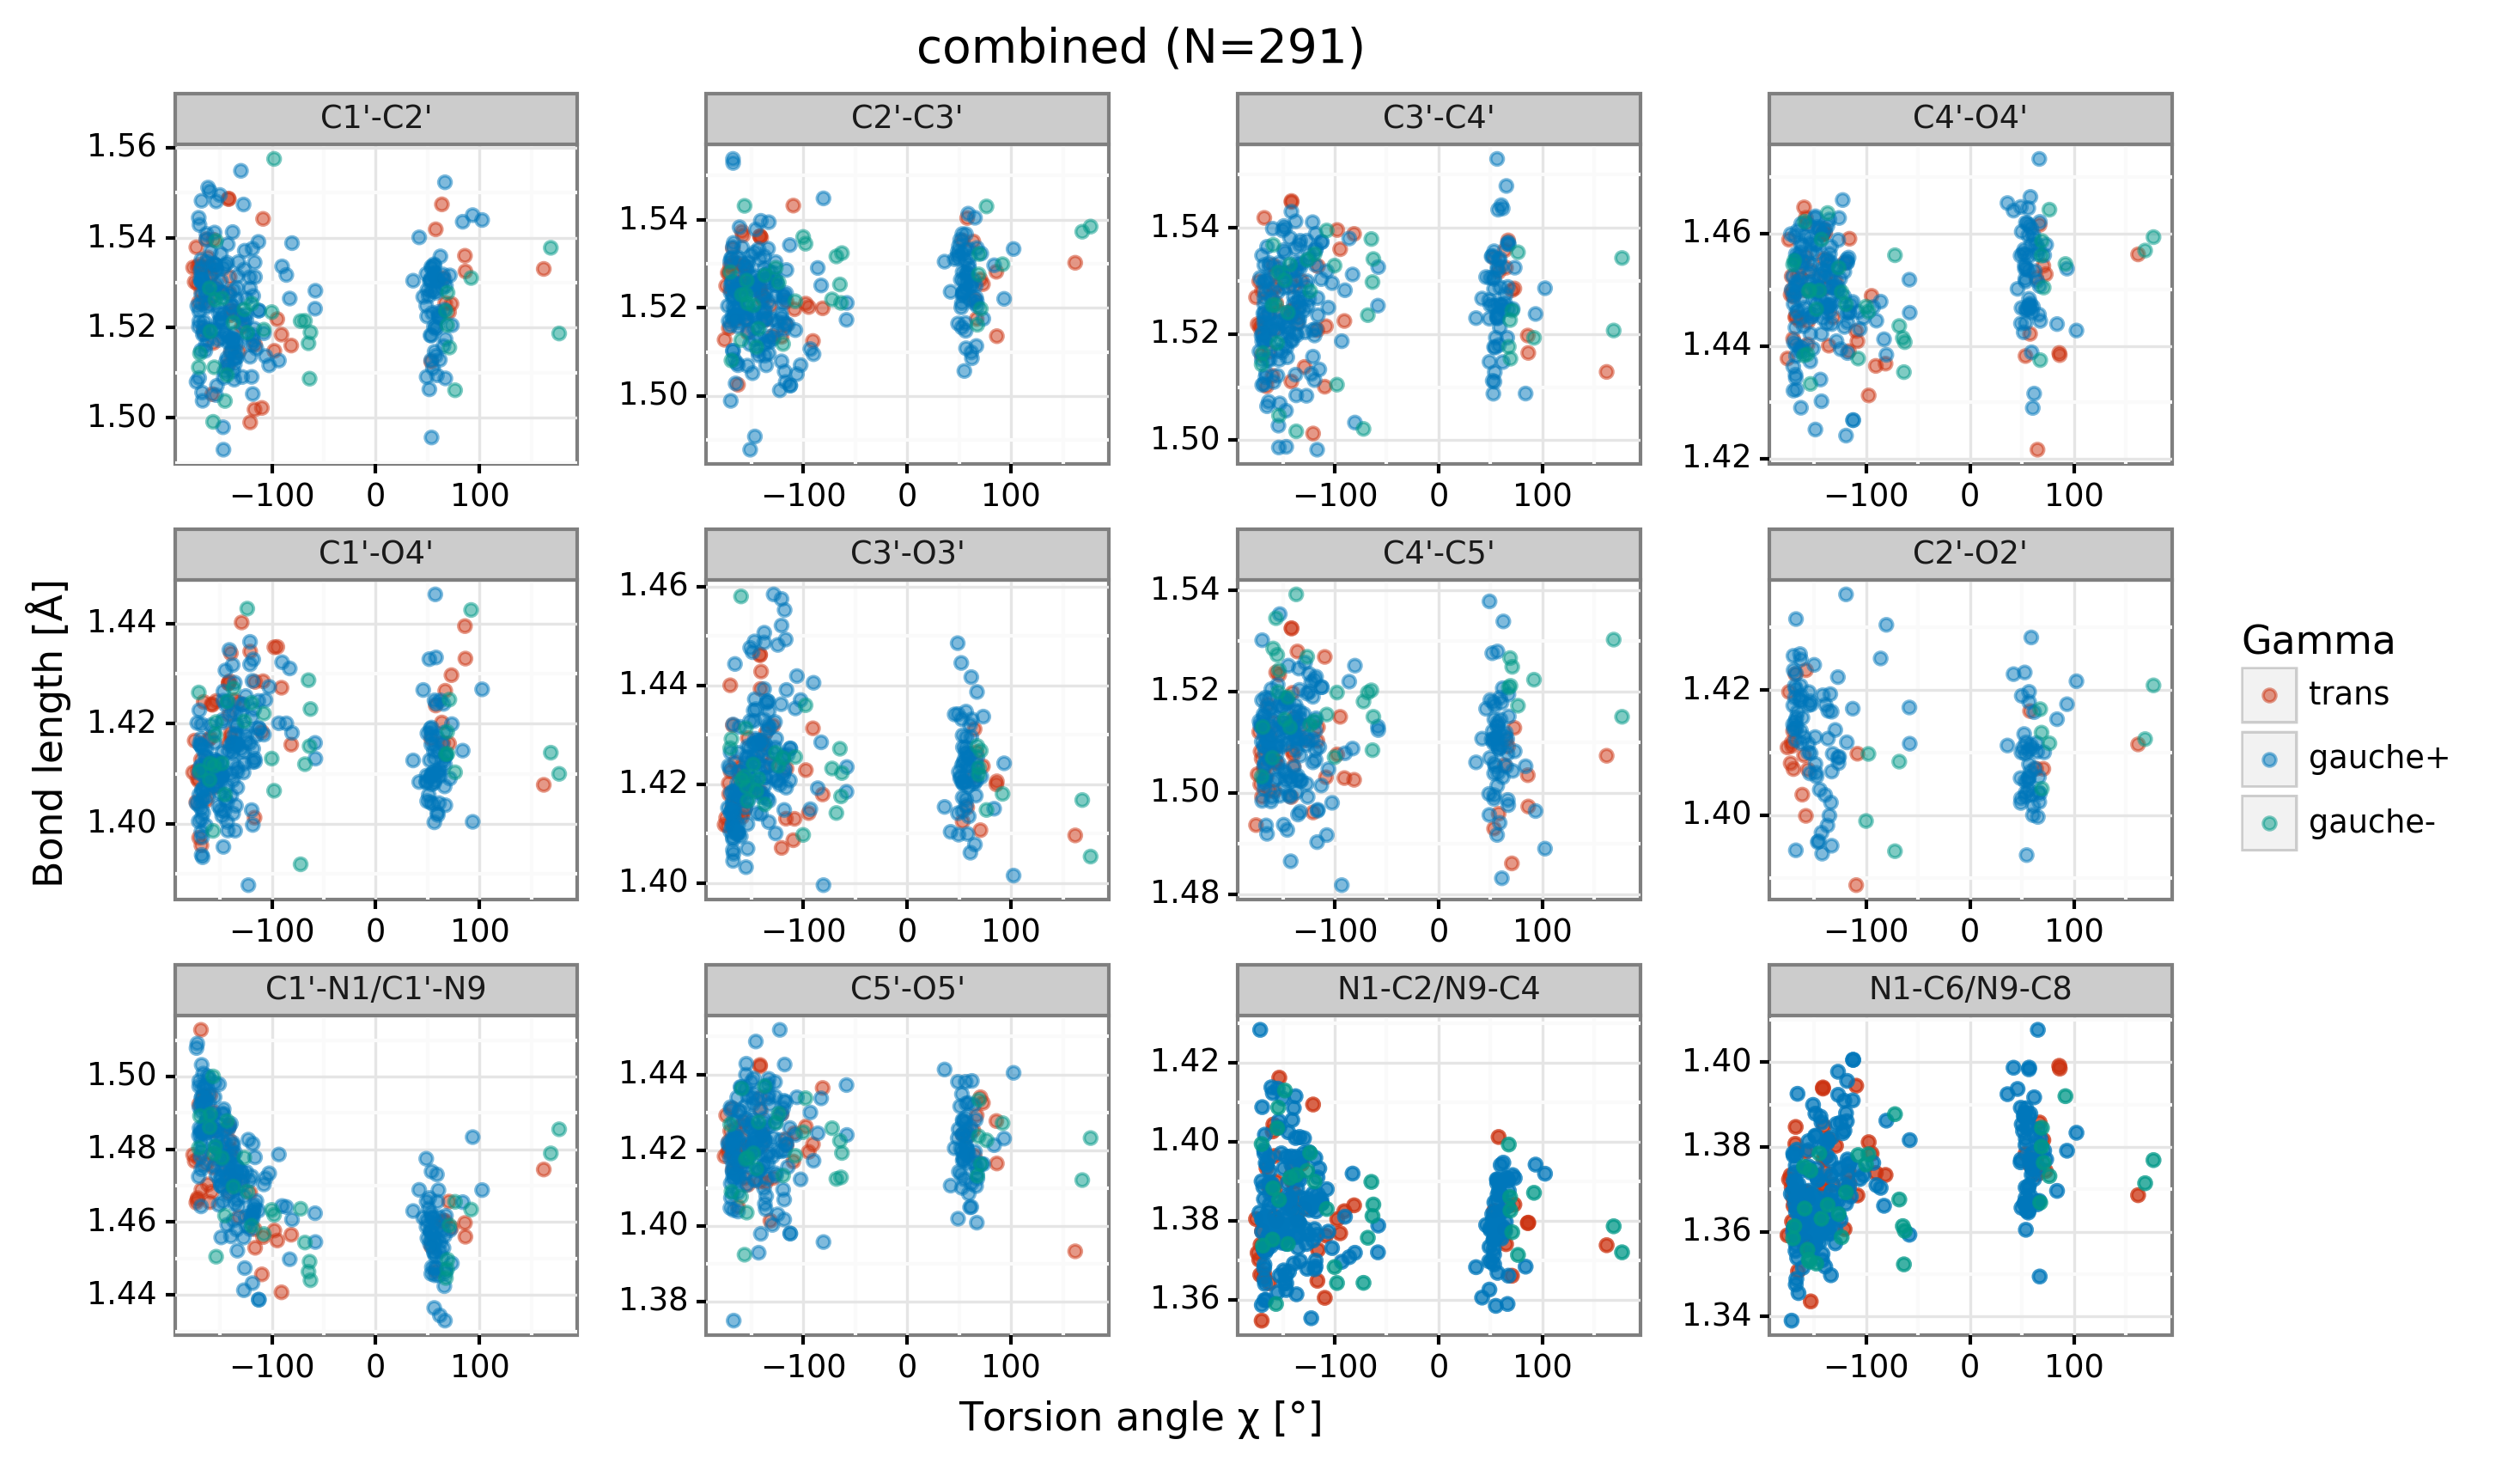 combined (N=291)
C1'-C2'
C2'-C3'
C3'-C4'
C4'-O4'
1.56
1.54
1.52
1.50
1.54
1.52
1.50
1.54
1.52
1.50
1.46
1.44
1.42
−100 0 100
−100 0 100
−100 0 100
−100 0 100
C1'-O4'
C3'-O3'
C4'-C5'
C2'-O2'
1.44
1.42
1.40
1.46
1.44
1.42
1.40
1.54
1.52
1.50
1.48
1.42
1.40
−100 0 100
−100 0 100
−100 0 100
−100 0 100
C1'-N1/C1'-N9
C5'-O5'
N1-C2/N9-C4
N1-C6/N9-C8
1.50
1.48
1.46
1.44
1.44
1.42
1.40
1.38
1.42
1.40
1.38
1.36
1.40
1.38
1.36
1.34
−100 0 100
−100 0 100
−100 0 100
−100 0 100
Bond length [Å]
Torsion angle χ [°]
Gamma
trans
gauche+
gauche-